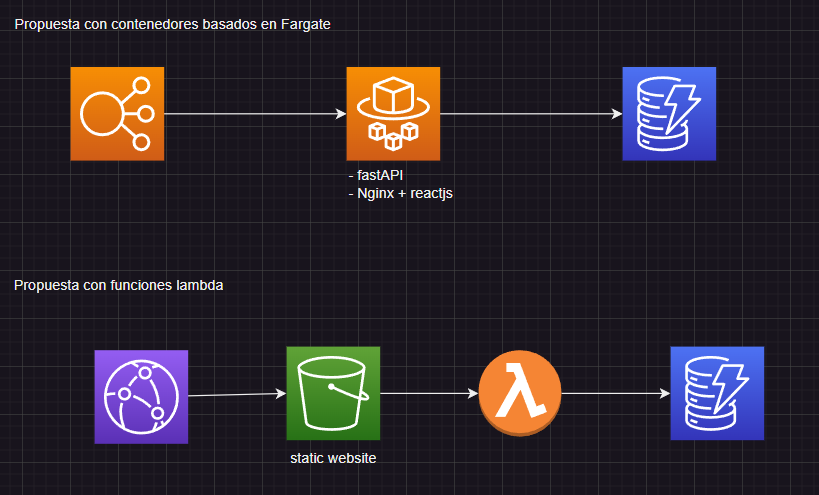 Propuesta con contenedores basados en Fargate
- fastAPI
- Nginx + reactjs
Propuesta con funciones lambda
static website